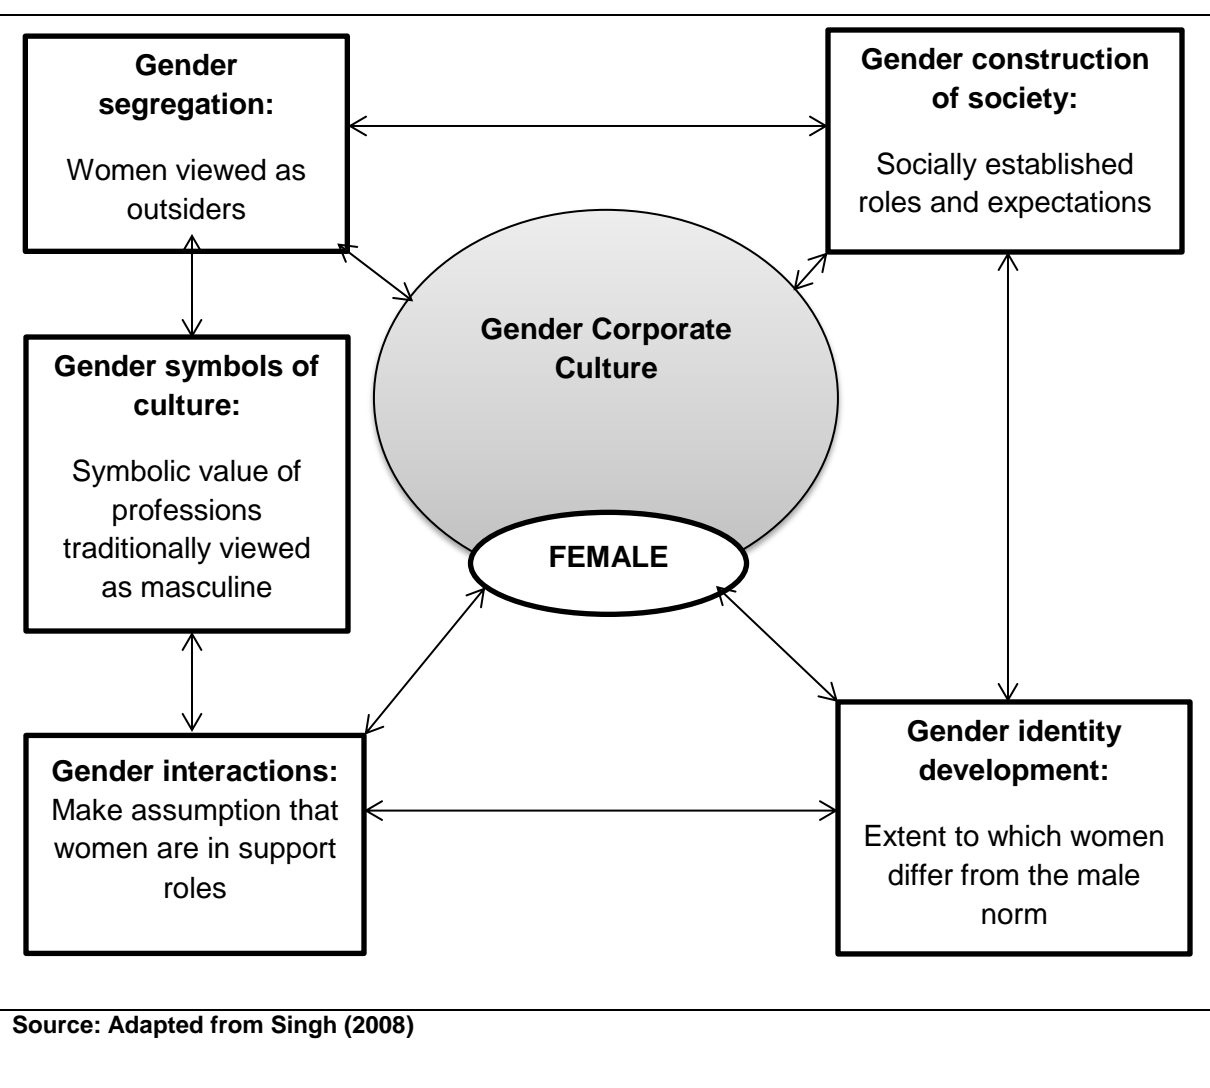 Gender
segregation:
Women viewed as
outsiders
Gender construction
of society:
Socially established
roles and expectations
Gender Corporate
Culture
Gender symbols of
culture:
Symbolic value of
professions
traditionally viewed
as masculine
FEMALE
Gender interactions:
Make assumption that
women are in support
roles
Gender identity
development:
Extent to which women
differ from the male
norm
Source: Adapted from Singh (2008)